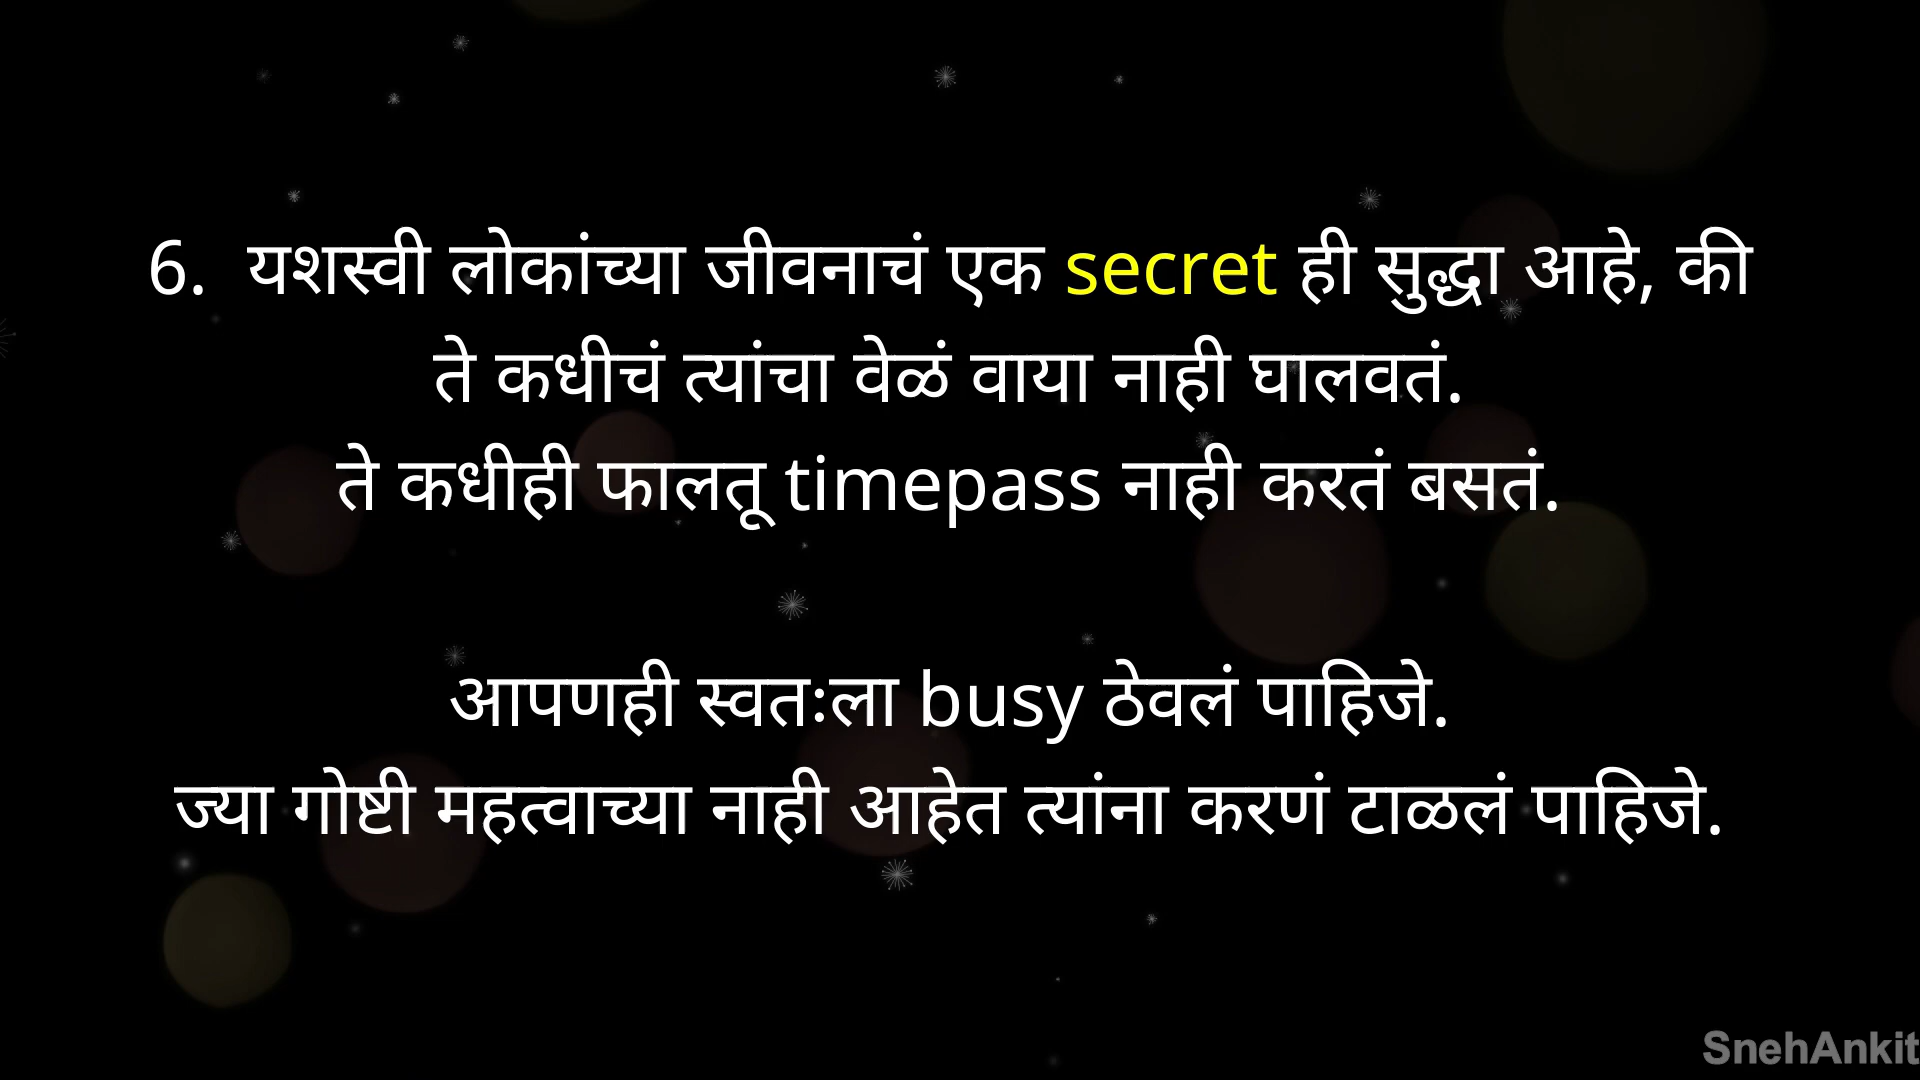 6. यशस्वी लोकांच्या जीवनाचं एक secret ही सुद्धा आहे, की
ते कधीचं त्यांचा वेळं वाया नाही घालवतं.
ते कधीही फालतू timepass नाही करतं बसतं.
आपणही स्वतःला busy ठेवलं पाहिजे.
ज्या गोष्टी महत्वाच्या नाही आहेत त्यांना करणं टाळलं पाहिजे.
SnehAnkit